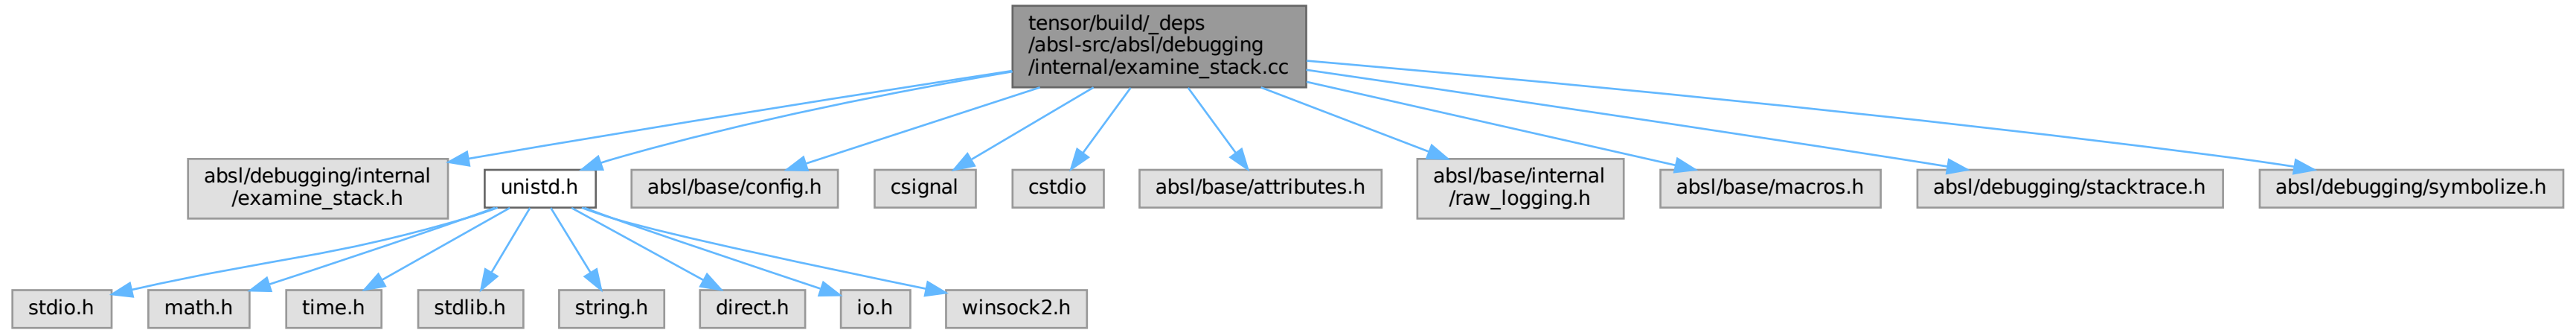 tensor/build/_deps
/absl-src/absl/debugging
/internal/examine_stack.cc
absl/debugging/internal
/examine_stack.h
unistd.h
absl/base/config.h
csignal
cstdio
absl/base/attributes.h
absl/base/internal
/raw_logging.h
absl/base/macros.h
absl/debugging/stacktrace.h
absl/debugging/symbolize.h
stdio.h
math.h
time.h
stdlib.h
string.h
direct.h
io.h
winsock2.h